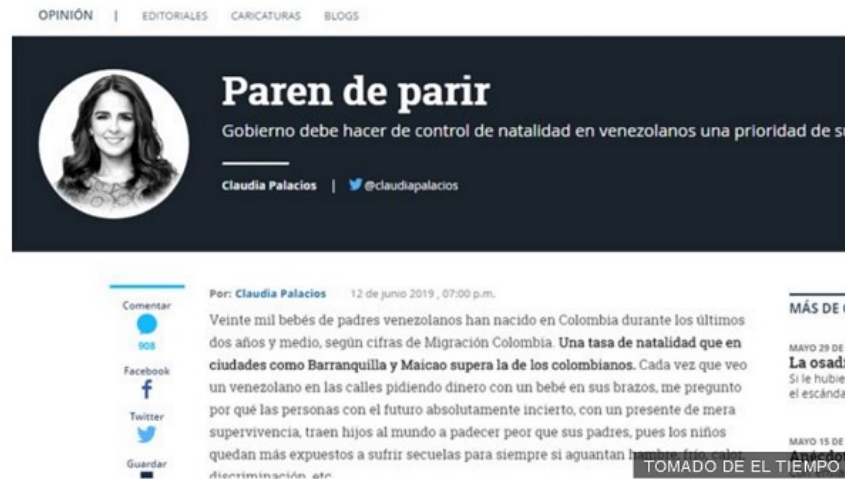 OPINIÓN | EDITORIALES CARICATURAS BLOGS
Paren de parir
Gobierno debe hacer de control de natalidad en venezolanos una prioridad de
Claudia Palacios | @claudiapalacios
Por: Claudia Palacios 12 de junio 2019 , 07:00 p.m.
Comentar
908
Facebook
Twitter
Guardar
Veinte mil bebés de padres venezolanos han nacido en Colombia durante los últimos
dos años y medio, según cifras de Migración Colombia. Una tasa de natalidad que en
ciudades como Barranquilla y Maicao supera la de los colombianos. Cada vez que veo
un venezolano en las calles pidiendo dinero con un bebé en sus brazos, me pregunto
por qué las personas con el futuro absolutamente incierto, con un presente de mera
supervivencia, traen hijos al mundo a padecer peor que sus padres, pues los niños
quedan más expuestos a sufrir secuelas para siempre si aguantan hambre, frío, calor,
discriminación, etc.
MÁS DE
MAYO 29 DE
La osadí
Si le hubie
el escánda
MAYO 15 DE
TOMADO DE EL TIEMPO